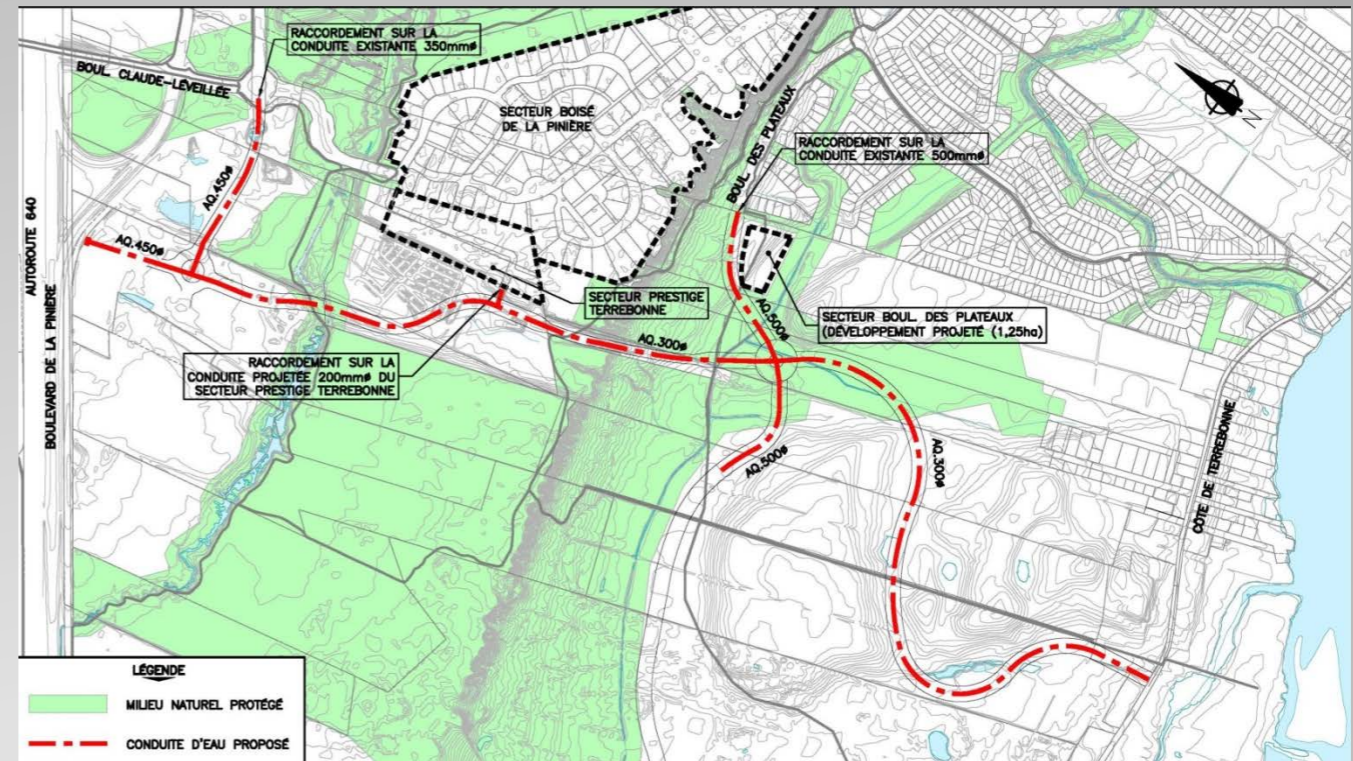 RACCORDEMENT SUR LA
CONDUITE EXISTANTE 350mmø
BOUL. CLAUDE-LÉVEILLÉE
SECTEUR BOISÉ
DE LA PINIÈRE
BOUL. DES PLATEAUX
RACCORDEMENT SUR LA
CONDUITE EXISTANTE 500mmø
N
AQ.450ø
AQ.450ø
AUTOROUTE 640
BOULEVARD DE LA PINIERE
SECTEUR PRESTIGE
TERREBONNE
AQ.500ø
SECTEUR BOUL. DES PLATEAUX
(DÉVELOPPEMENT PROJETÉ (1,25ha)
AQ.300ø
RACCORDEMENT SUR LA
CONDUITE PROJETÉE 200mmø DU
SECTEUR PRESTIGE TERREBONNE
AQ.500ø
AQ.300ø
CÔTE DE TERREBONNE
LÉGENDE
MILIEU NATUREL PROTÉGÉ
CONDUITE D'EAU PROPOSÉ